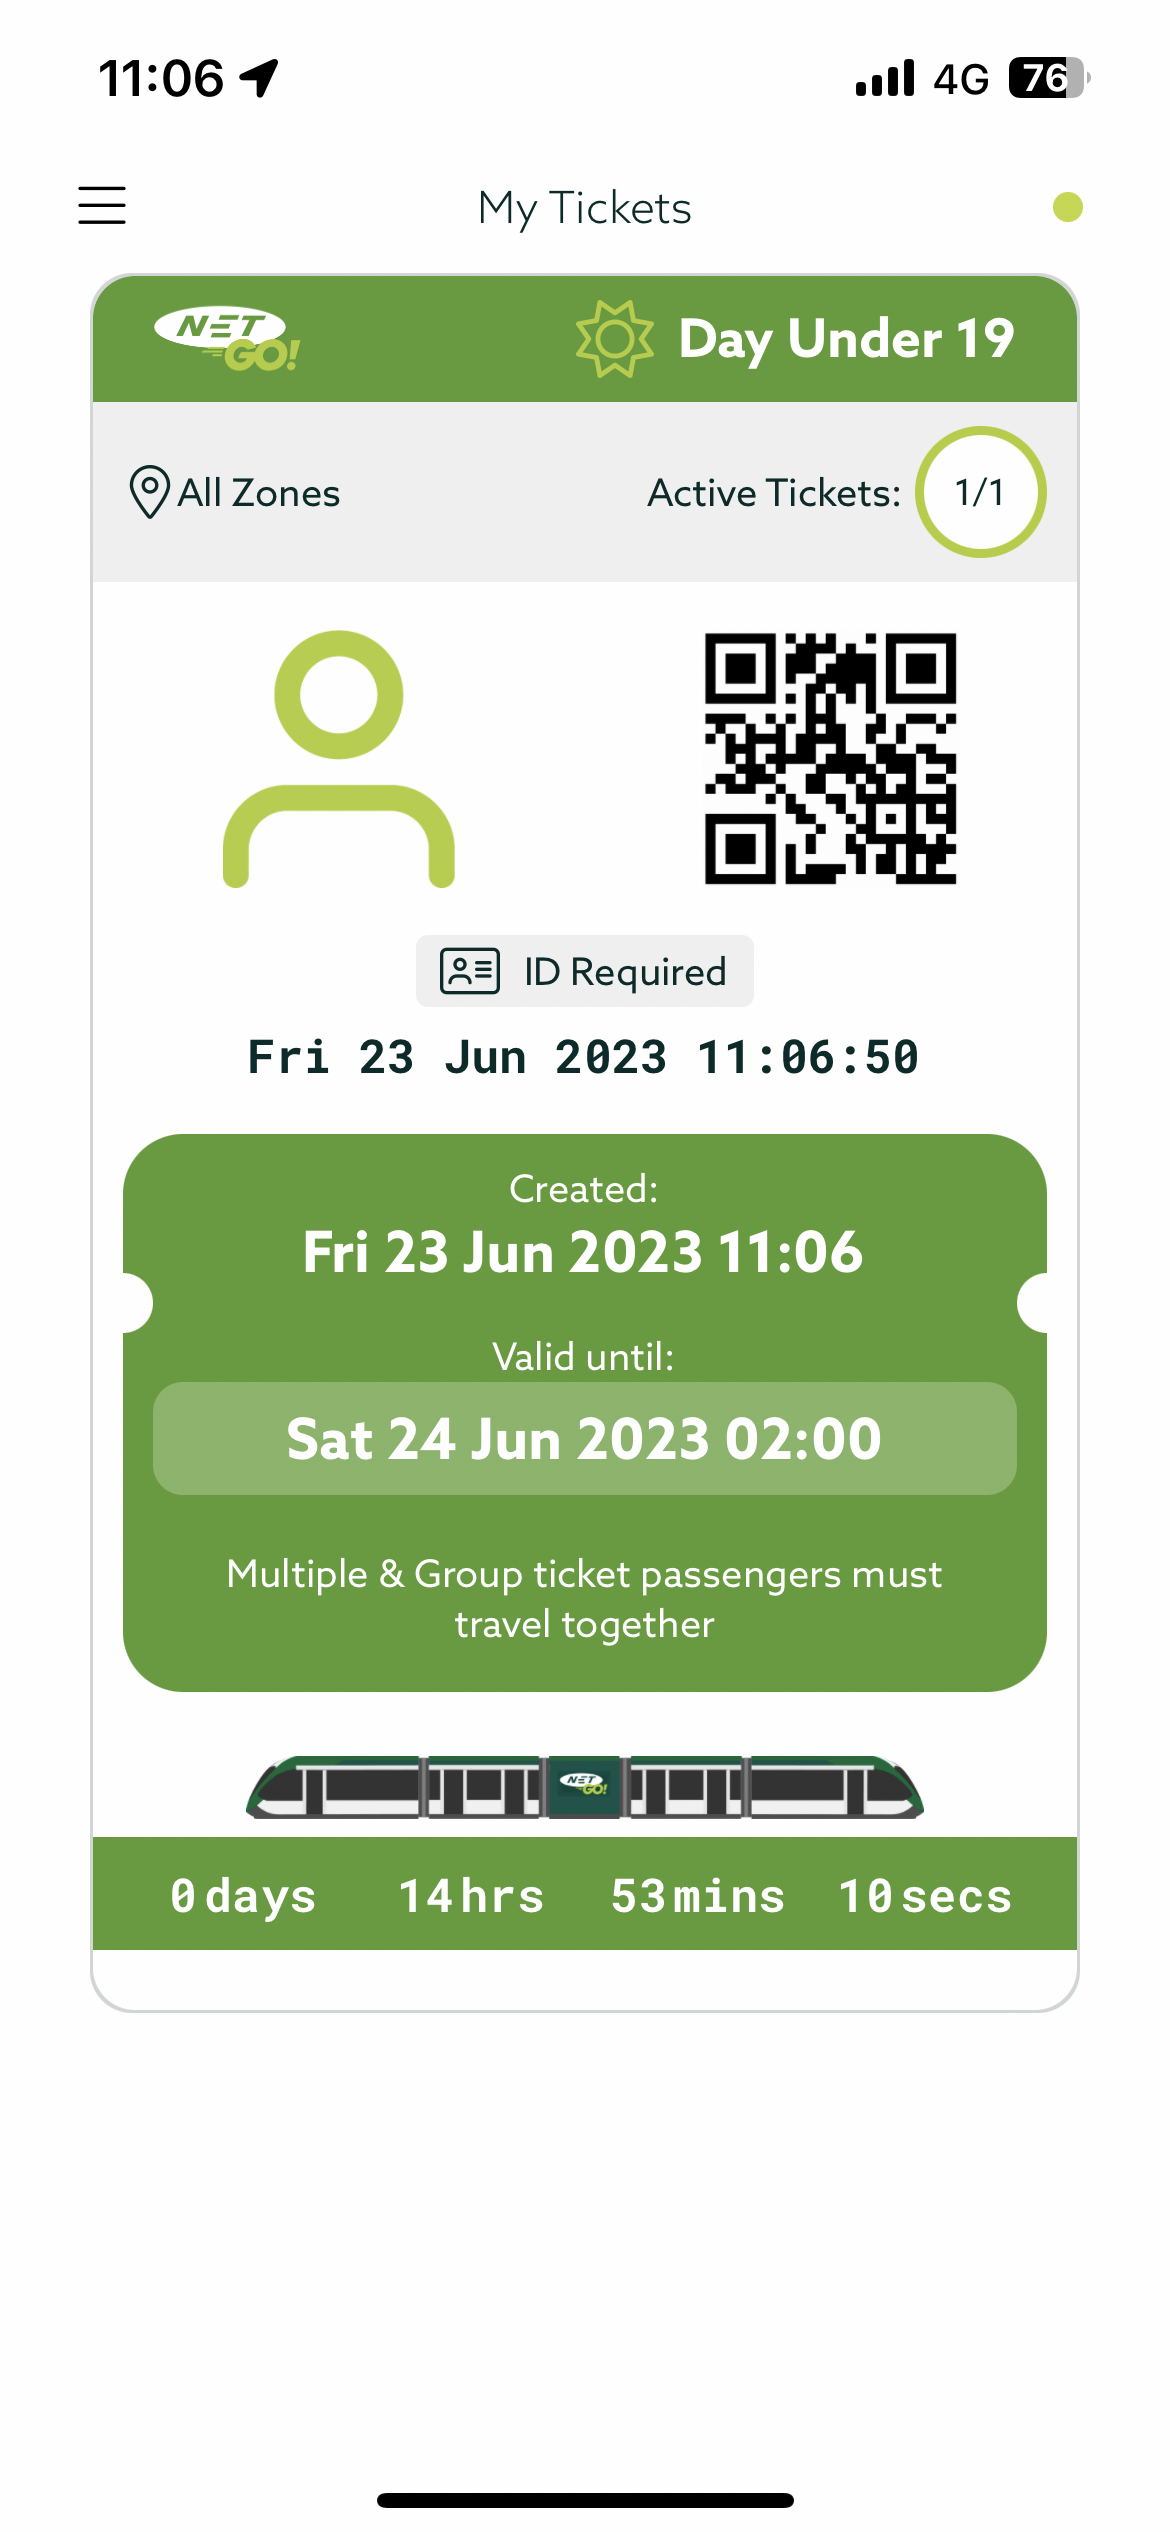 11:06 4G 76
My Tickets
NET GO! Day Under 19
All Zones Active Tickets: 1/1
ID Required
Fri 23 Jun 2023 11:06:50
Created:
Fri 23 Jun 2023 11:06
Valid until:
Sat 24 Jun 2023 02:00
Multiple & Group ticket passengers must
travel together
NET GO!
0 days 14 hrs 53 mins 10 secs